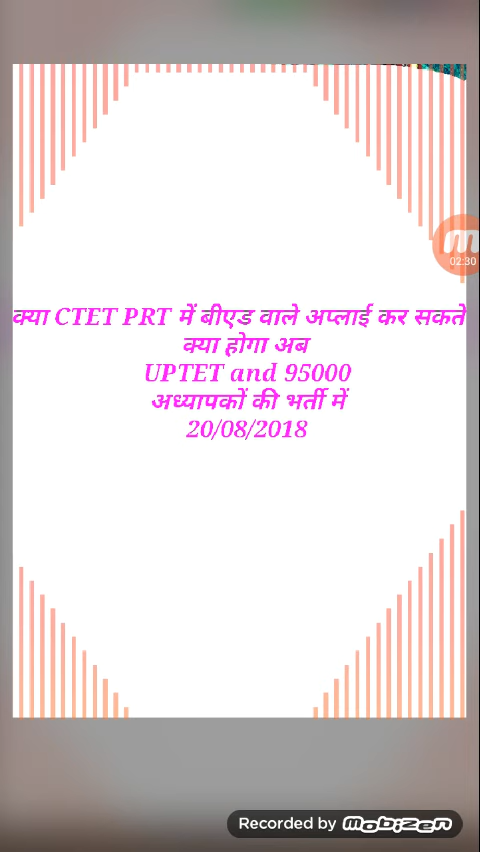 02:30
क्या CTET PRT में बीएड वाले अप्लाई कर सकते
क्या होगा अब
UPTET and 95000
अध्यापकों की भर्ती में
20/08/2018
Recorded by mobizen